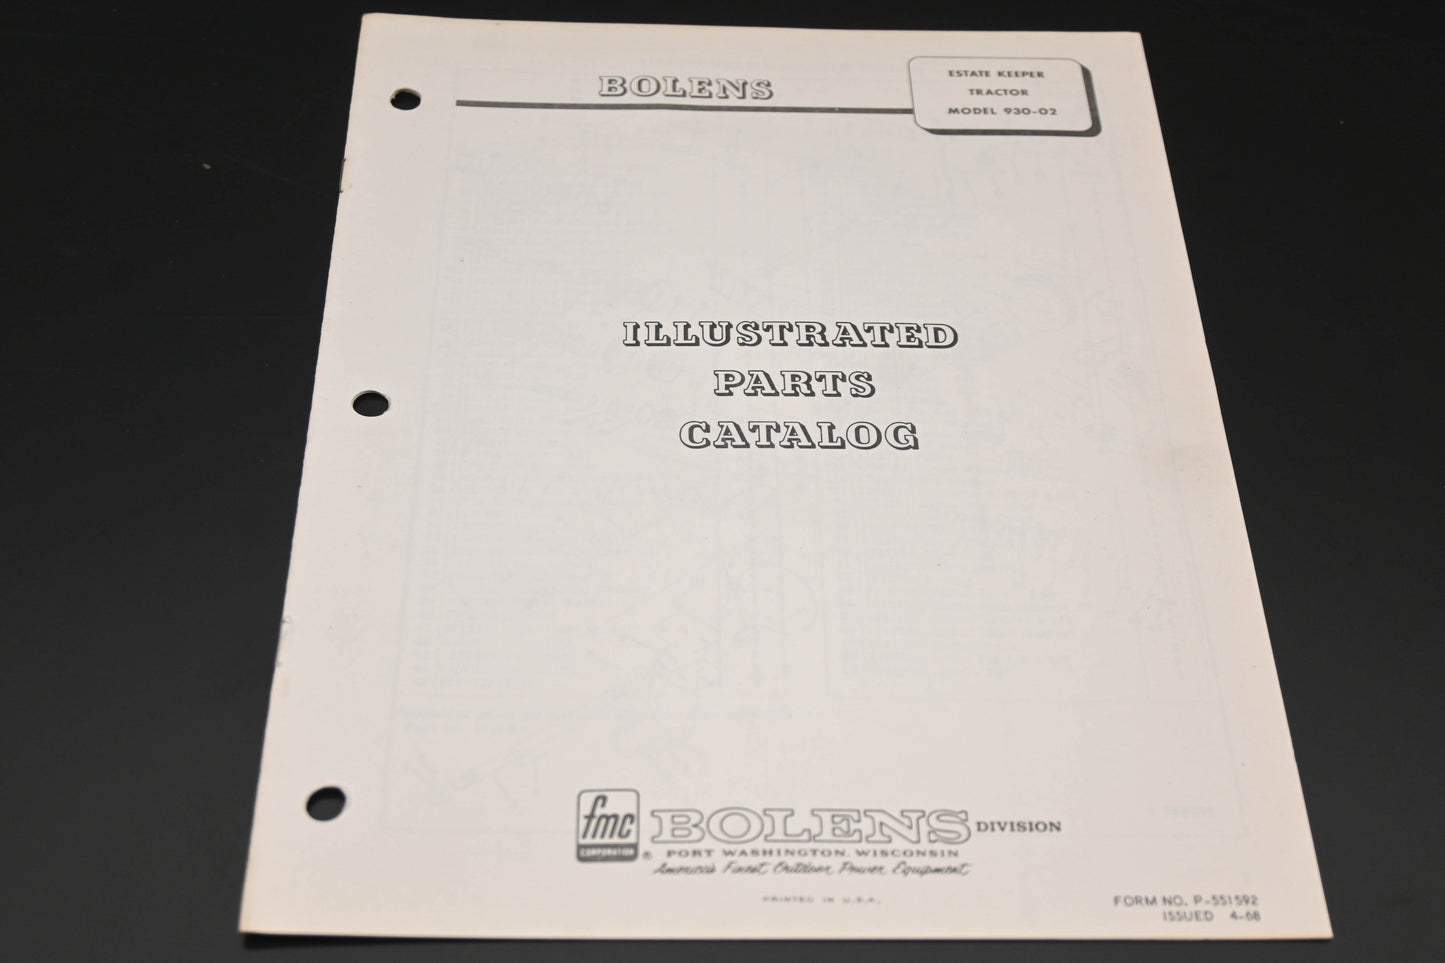 BOLENS
ESTATE KEEPER
TRACTOR
MODEL 930-02
ILLUSTRATED
PARTS
CATALOG
fmc
CORPORATION ®
BOLENS DIVISION
PORT WASHINGTON, WISCONSIN
America's Finest Outdoor Power Equipment
PRINTED IN U.S.A.
FORM NO. P-551592
ISSUED 4-68